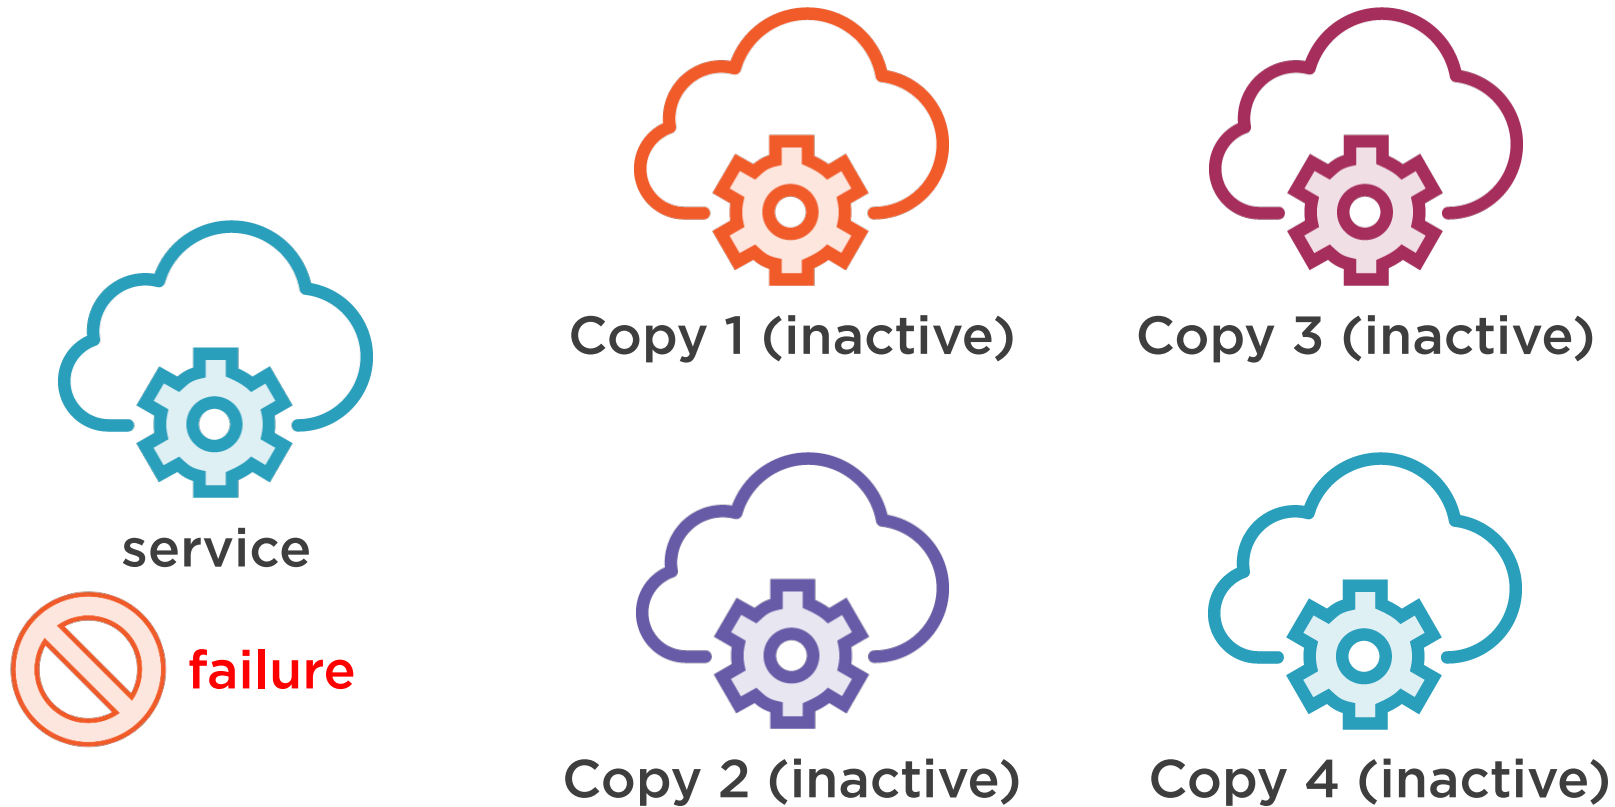 service
failure
Copy 1 (inactive)
Copy 2 (inactive)
Copy 3 (inactive)
Copy 4 (inactive)